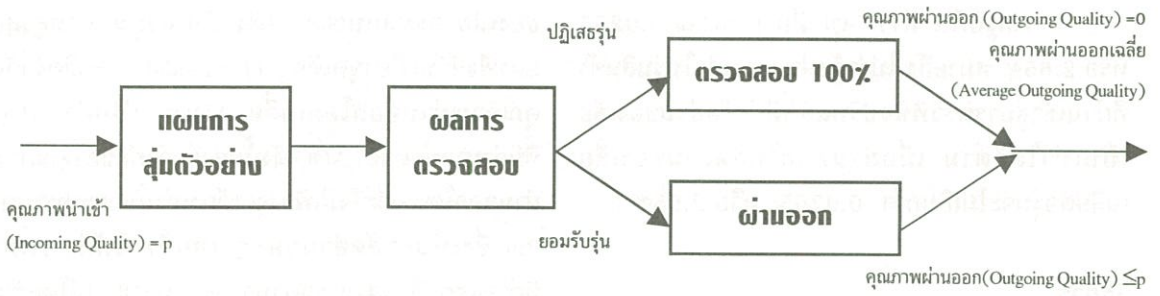 คุณภาพผ่านออก (Outgoing Quality) =0
ปฏิเสธรุ่น
คุณภาพผ่านออกเฉลี่ย
(Average Outgoing Quality)
ตรวจสอบ 100%
แผนการ
สุ่มตัวอย่าง
ผลการ
ตรวจสอบ
คุณภาพนำเข้า
(Incoming Quality) = p
ผ่านออก
ยอมรับรุ่น
คุณภาพผ่านออก(Outgoing Quality) ≤p